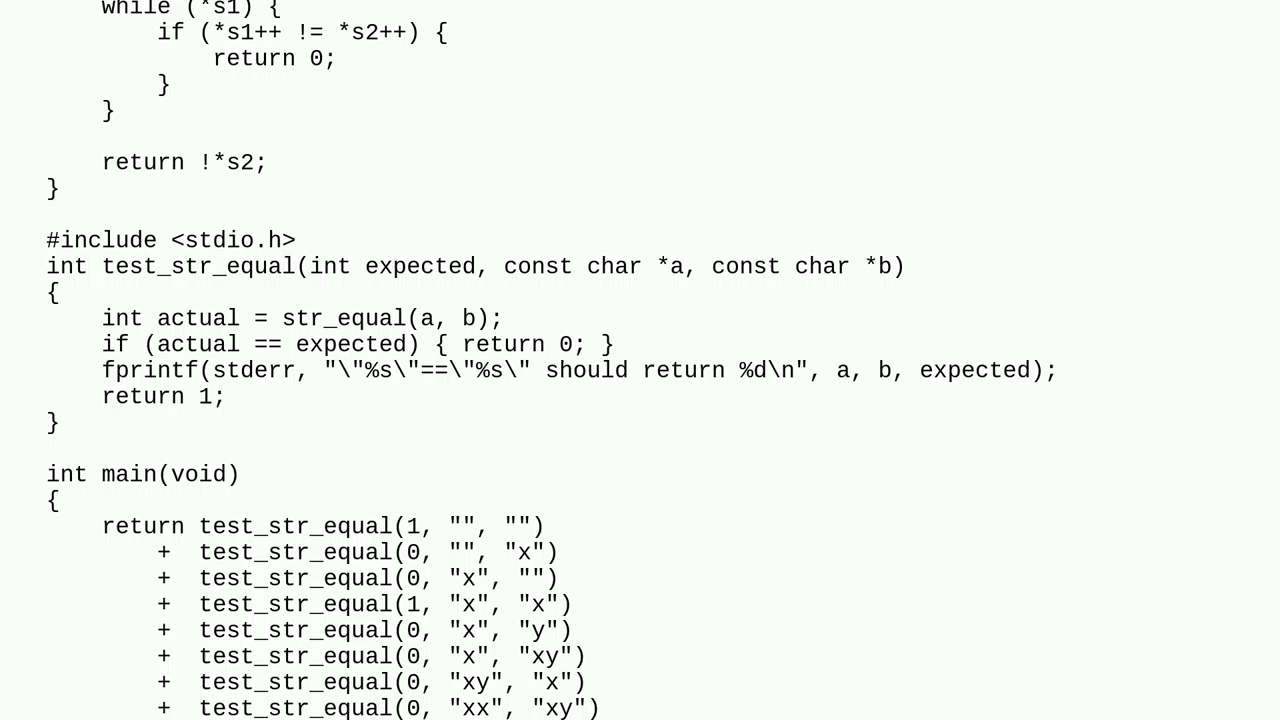 while (*s1) {
if (*s1++ != *s2++) {
return 0;
}
}
return !*s2;
}
#include <stdio.h>
int test_str_equal(int expected, const char *a, const char *b)
{
int actual = str_equal(a, b);
if (actual == expected) { return 0; }
fprintf(stderr, "\"%s\"==\"%s\" should return %d\n", a, b, expected);
return 1;
}
int main(void)
{
return test_str_equal(1, "", "")
+  test_str_equal(0, "", "x")
+  test_str_equal(0, "x", "")
+  test_str_equal(1, "x", "x")
+  test_str_equal(0, "x", "y")
+  test_str_equal(0, "x", "xy")
+  test_str_equal(0, "xy", "x")
+  test_str_equal(0, "xx", "xy")